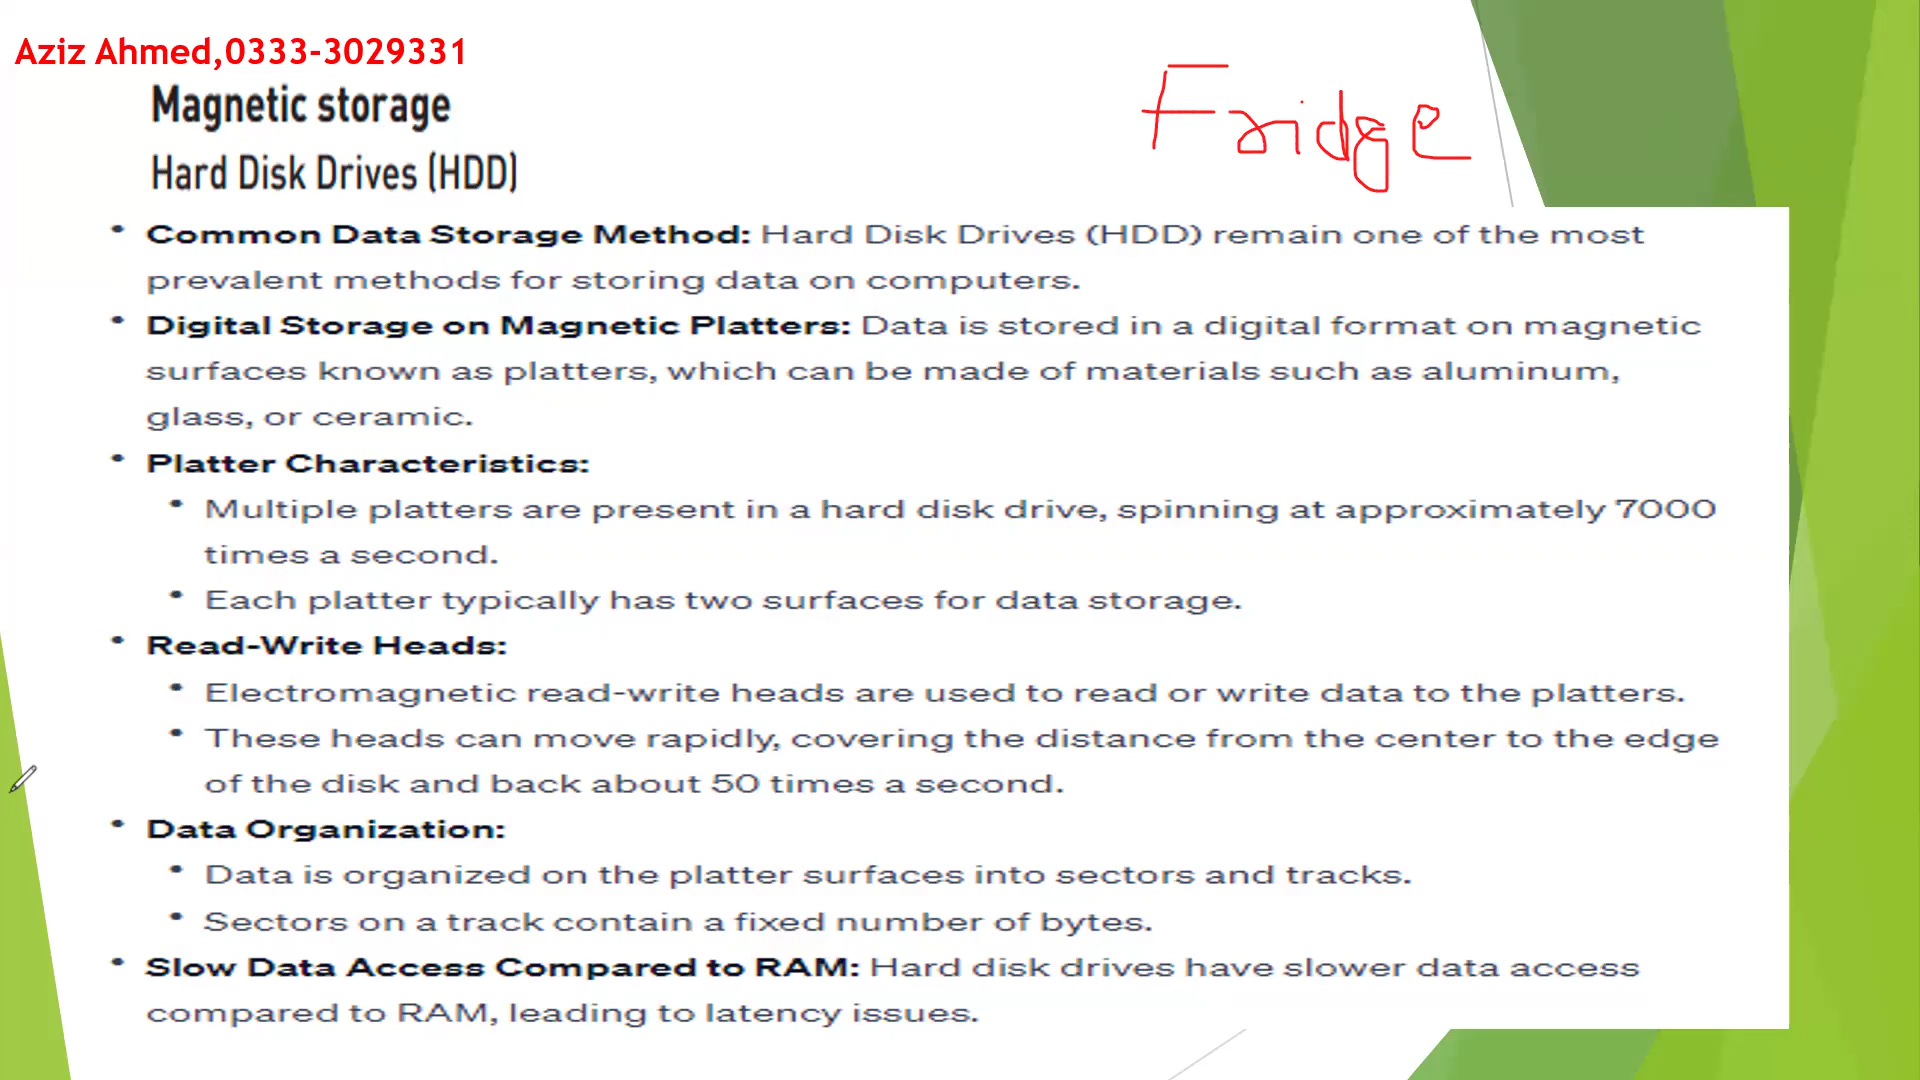 Aziz Ahmed,0333-3029331
Magnetic storage
Fridge
Hard Disk Drives (HDD)
• Common Data Storage Method: Hard Disk Drives (HDD) remain one of the most
prevalent methods for storing data on computers.
• Digital Storage on Magnetic Platters: Data is stored in a digital format on magnetic
surfaces known as platters, which can be made of materials such as aluminum,
glass, or ceramic.
• Platter Characteristics:
• Multiple platters are present in a hard disk drive, spinning at approximately 7000
times a second.
• Each platter typically has two surfaces for data storage.
• Read-Write Heads:
• Electromagnetic read-write heads are used to read or write data to the platters.
• These heads can move rapidly, covering the distance from the center to the edge
of the disk and back about 50 times a second.
• Data Organization:
• Data is organized on the platter surfaces into sectors and tracks.
• Sectors on a track contain a fixed number of bytes.
• Slow Data Access Compared to RAM: Hard disk drives have slower data access
compared to RAM, leading to latency issues.